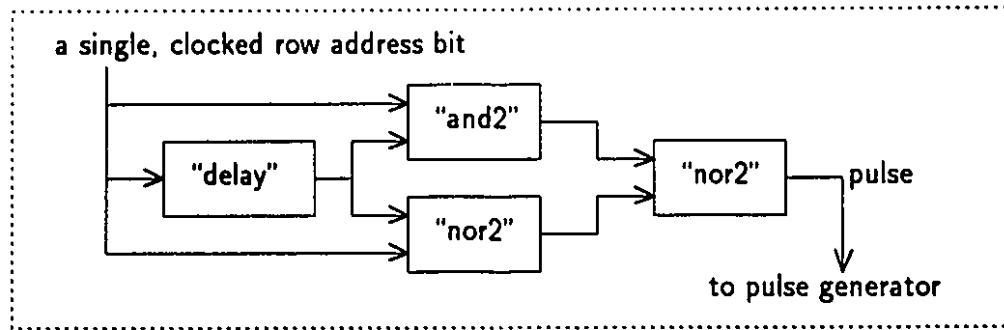 a single, clocked row address bit
"and2"
"delay"
"nor2"
pulse
"nor2"
to pulse generator